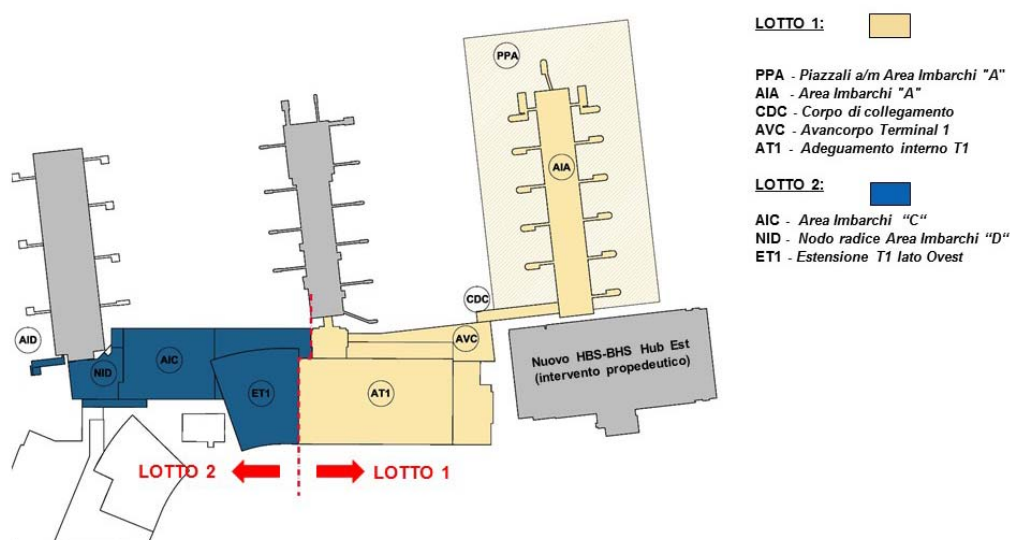 LOTTO 1:
PPA - Piazzali a/m Area Imbarchi "A"
AIA - Area Imbarchi "A"
CDC - Corpo di collegamento
AVC - Avancorpo Terminal 1
AT1 - Adeguamento interno T1
LOTTO 2:
AIC - Area Imbarchi “C“
NID - Nodo radice Area Imbarchi “D“
ET1 - Estensione T1 lato Ovest
PPA
AIA
CDC
AID
AVC
NID
AIC
ET1
AT1
Nuovo HBS-BHS Hub Est
(intervento propedeutico)
LOTTO 2
LOTTO 1